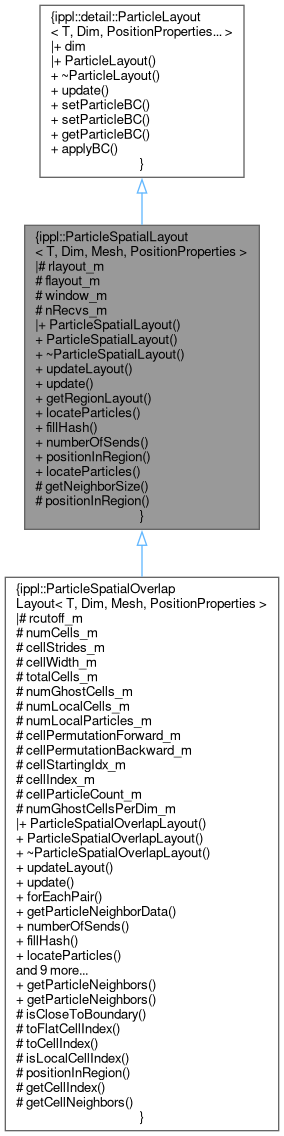 {ippl::detail::ParticleLayout
< T, Dim, PositionProperties... >
|+ dim
|+ ParticleLayout()
+ ~ParticleLayout()
+ update()
+ setParticleBC()
+ setParticleBC()
+ getParticleBC()
+ applyBC()
}
{ippl::ParticleSpatialLayout
< T, Dim, Mesh, PositionProperties >
|# rlayout_m
# flayout_m
# window_m
# nRecvs_m
|+ ParticleSpatialLayout()
+ ParticleSpatialLayout()
+ ~ParticleSpatialLayout()
+ updateLayout()
+ update()
+ getRegionLayout()
+ locateParticles()
+ fillHash()
+ numberOfSends()
+ positionInRegion()
+ locateParticles()
# getNeighborSize()
# positionInRegion()
}
{ippl::ParticleSpatialOverlap
Layout< T, Dim, Mesh, PositionProperties >
|# rcutoff_m
# numCells_m
# cellStrides_m
# cellWidth_m
# totalCells_m
# numGhostCells_m
# numLocalCells_m
# numLocalParticles_m
# cellPermutationForward_m
# cellPermutationBackward_m
# cellStartingIdx_m
# cellIndex_m
# cellParticleCount_m
# numGhostCellsPerDim_m
|+ ParticleSpatialOverlapLayout()
+ ParticleSpatialOverlapLayout()
+ ~ParticleSpatialOverlapLayout()
+ updateLayout()
+ update()
+ forEachPair()
+ getParticleNeighborData()
+ numberOfSends()
+ fillHash()
+ locateParticles()
and 9 more...
+ getParticleNeighbors()
+ getParticleNeighbors()
# isCloseToBoundary()
# toFlatCellIndex()
# toCellIndex()
# isLocalCellIndex()
# positionInRegion()
# getCellIndex()
# getCellNeighbors()
}